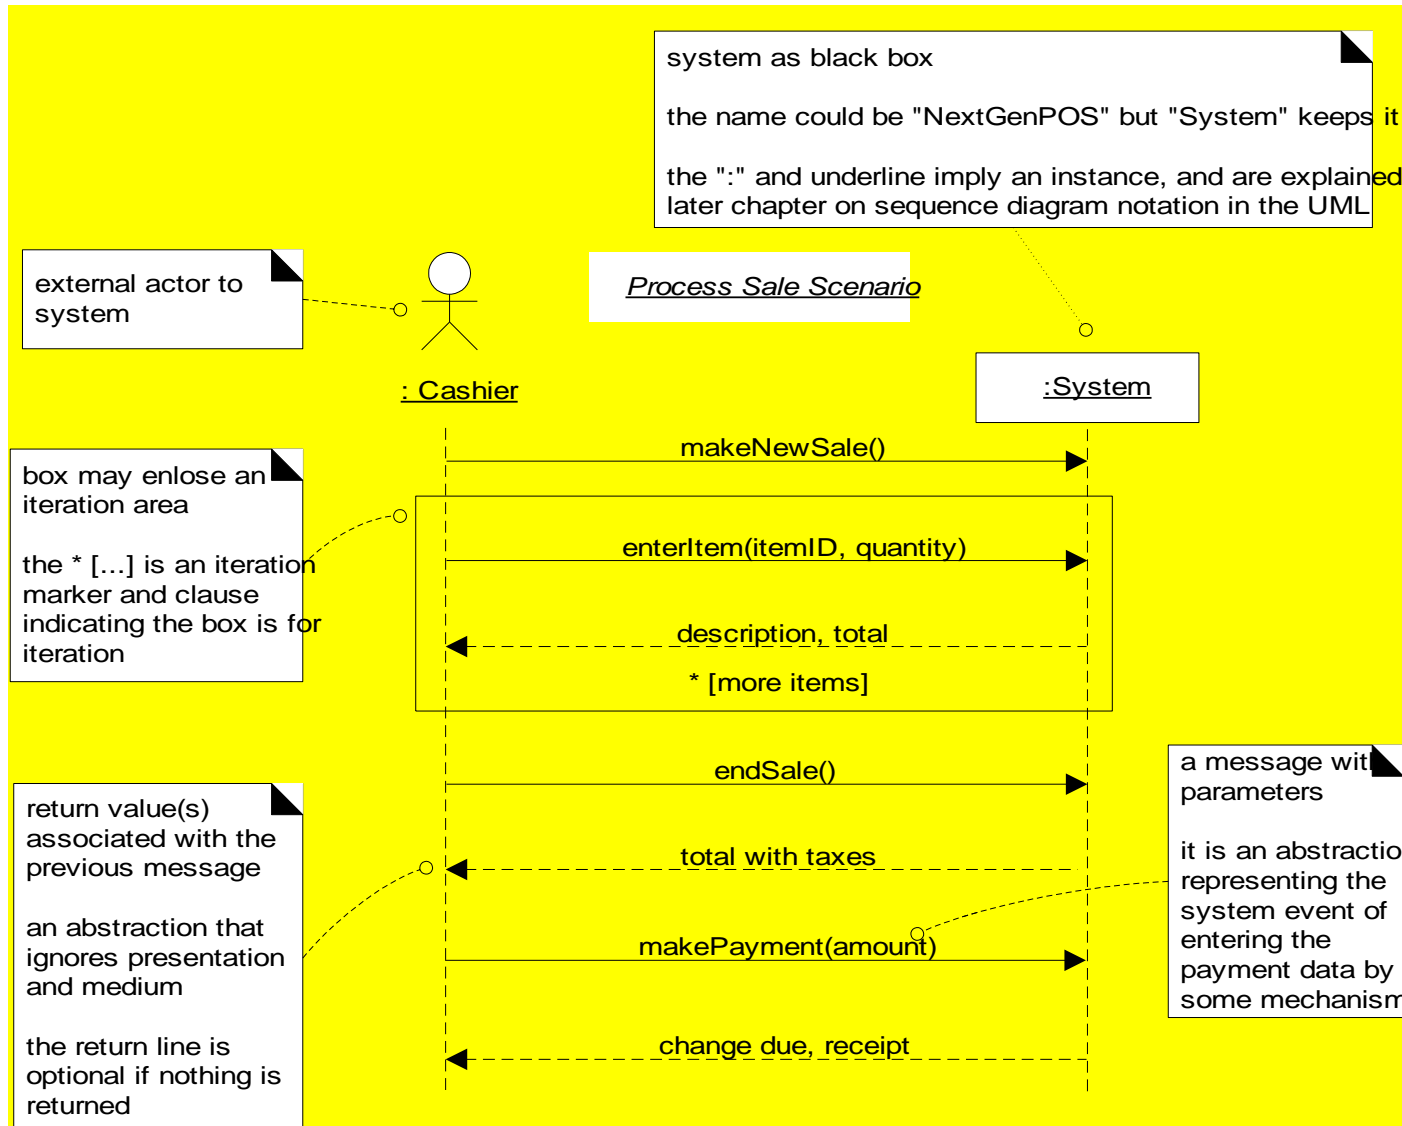 system as black box
the name could be "NextGenPOS" but "System" keeps it
the ":" and underline imply an instance, and are explained
later chapter on sequence diagram notation in the UML
external actor to
system
Process Sale Scenario
: Cashier
:System
makeNewSale()
box may enlose an
iteration area
the * [...] is an iteration
marker and clause
indicating the box is for
iteration
enterItem(itemID, quantity)
description, total
* [more items]
endSale()
a message with
parameters
it is an abstractio
representing the
system event of
entering the
payment data by
some mechanism
return value(s)
associated with the
previous message
an abstraction that
ignores presentation
and medium
the return line is
optional if nothing is
returned
total with taxes
makePayment(amount)
change due, receipt